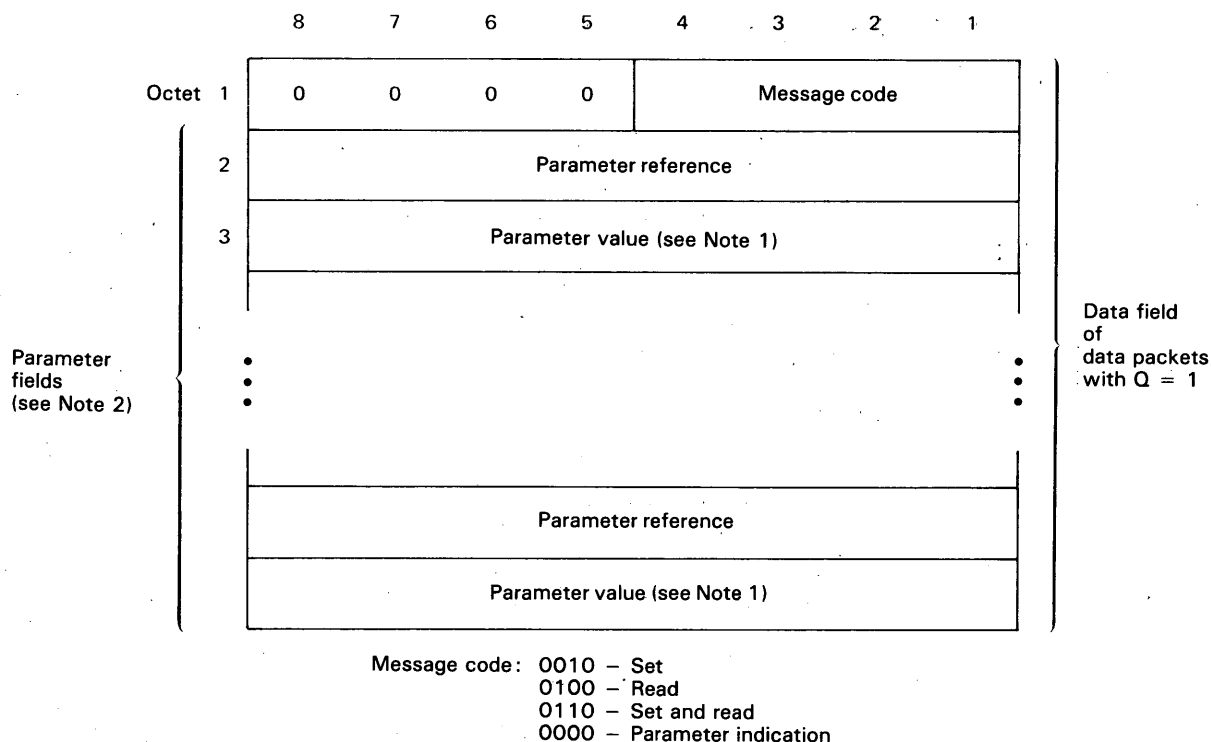 8 7 6 5 4 3 2 1
Octet 1 0 0 0 0 Message code
2 Parameter reference
3 Parameter value (see Note 1)
Parameter
fields
(see Note 2)
Data field
of
data packets
with Q = 1
Parameter reference
Parameter value (see Note 1)
Message code: 0010 – Set
0100 – Read
0110 – Set and read
0000 – Parameter indication